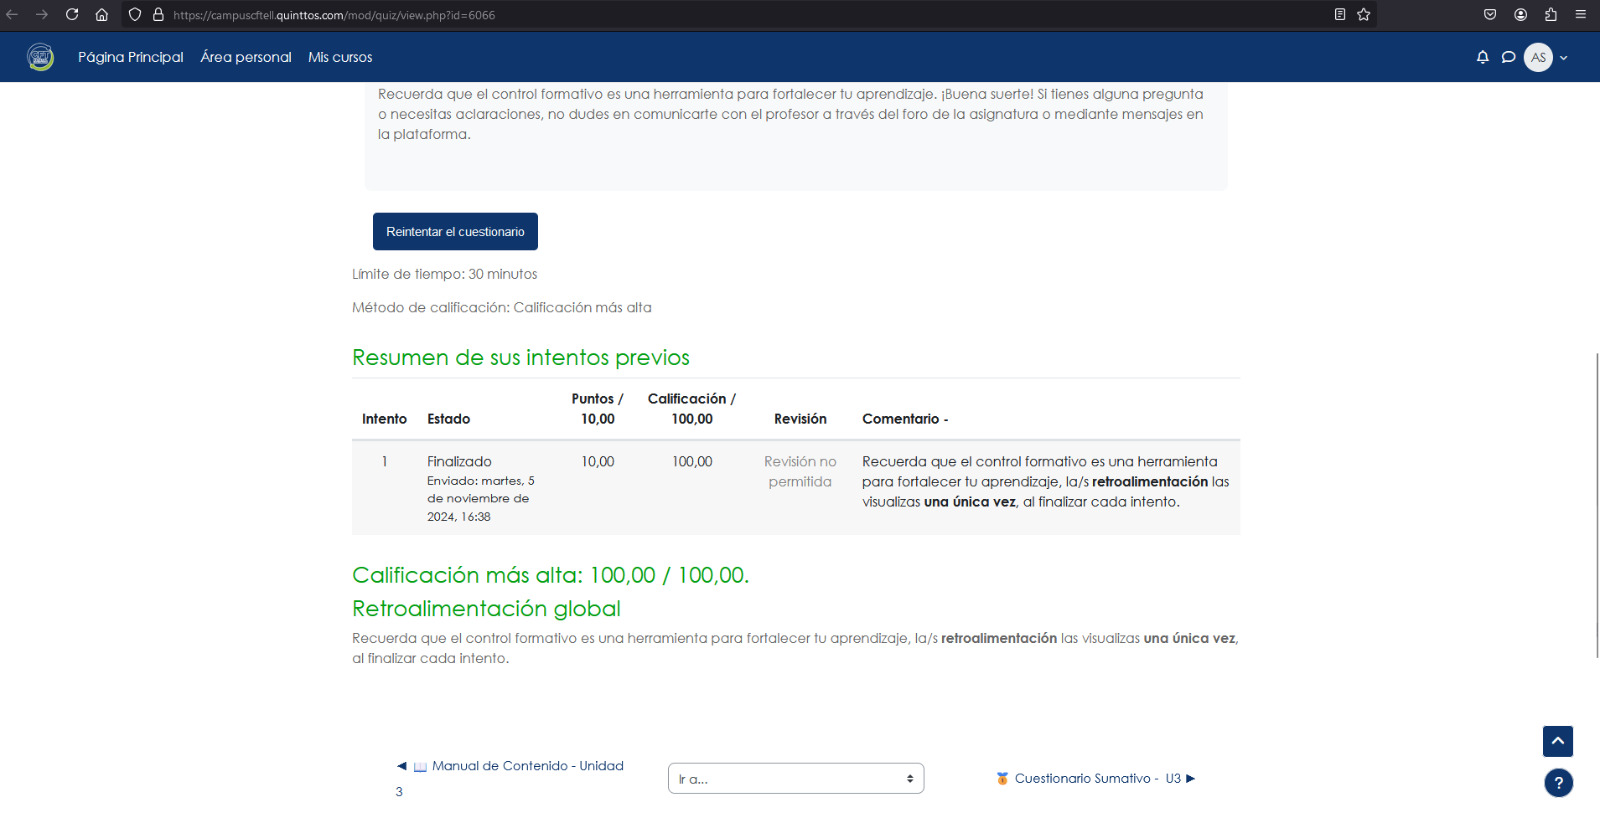 https://campuscftell.quinttos.com/mod/quiz/view.php?id=6066
Página Principal Área personal Mis cursos
AS
Recuerda que el control formativo es una herramienta para fortalecer tu aprendizaje. ¡Buena suerte! Si tienes alguna pregunta
o necesitas aclaraciones, no dudes en comunicarte con el profesor a través del foro de la asignatura o mediante mensajes en
la plataforma.
Reintentar el cuestionario
Límite de tiempo: 30 minutos
Método de calificación: Calificación más alta
Resumen de sus intentos previos
Intento Estado Puntos / 10,00 Calificación / 100,00 Revisión Comentario -
1 Finalizado 10,00 100,00 Revisión no permitida
Enviado: martes, 5
de noviembre de
2024, 16:38
Recuerda que el control formativo es una herramienta
para fortalecer tu aprendizaje, la/s retroalimentación las
visualizas una única vez, al finalizar cada intento.
Calificación más alta: 100,00 / 100,00.
Retroalimentación global
Recuerda que el control formativo es una herramienta para fortalecer tu aprendizaje, la/s retroalimentación las visualizas una única vez,
al finalizar cada intento.
◄ 📖 Manual de Contenido - Unidad
3
Ir a...
🏅 Cuestionario Sumativo - U3 ►
?